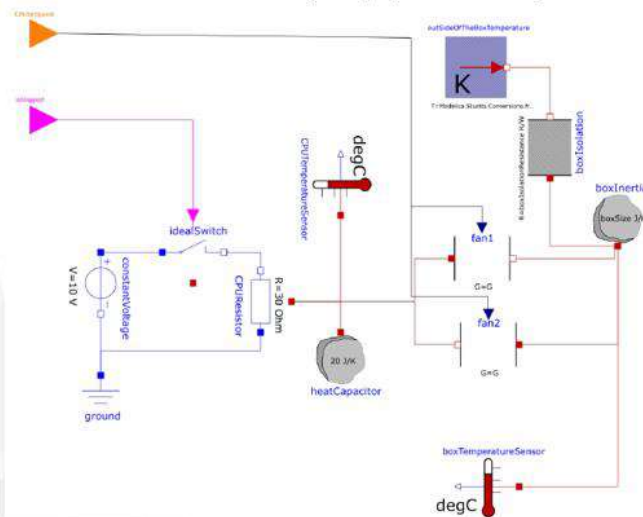 outSideOfTheBoxTemperature
K
boxIsolation
degC
CPUTemperatureSensor
boxInertia
boxSize J/K
idealSwitch
fan1
G=G
+
constantVoltage
V=10 V
CPUResistor
R=30 Ohm
fan2
G=G
20 J/K
heatCapacitor
ground
boxTemperatureSensor
degC